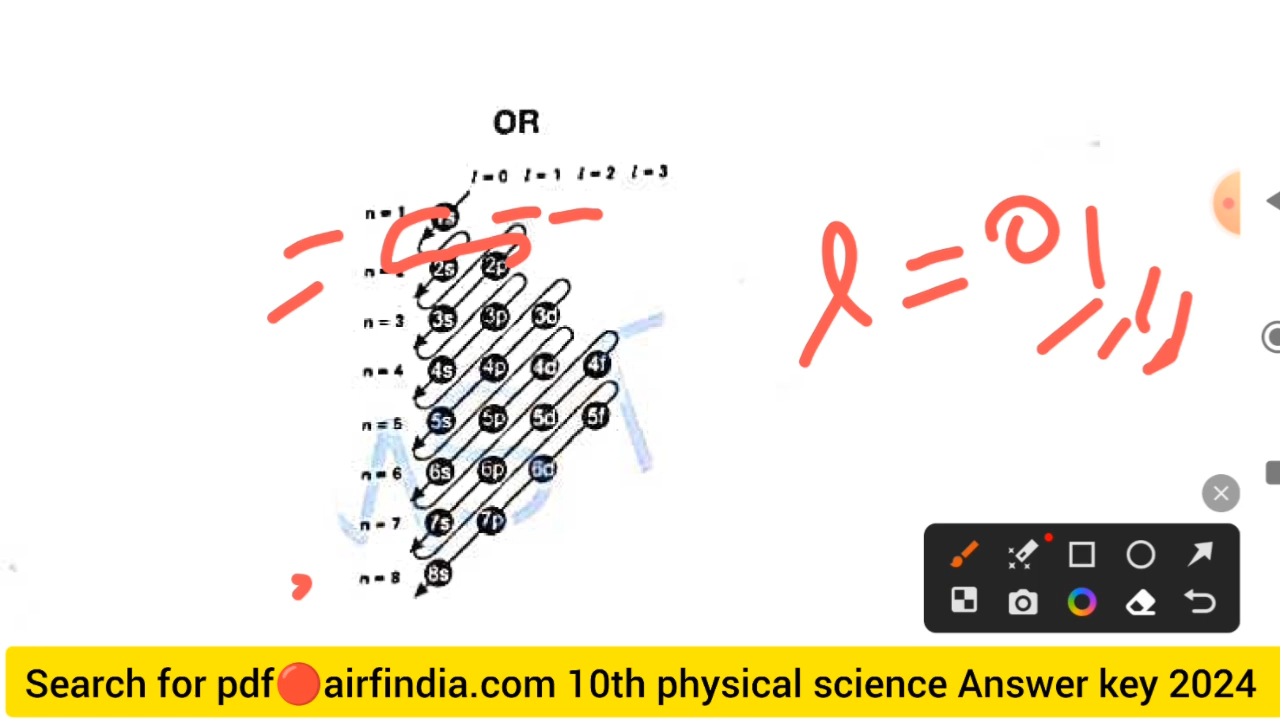 OR
l = 0 l = 1 l = 2 l = 3
n = 1 1s
2s 2p
n = 3 3s 3p 3d
n = 4 4s 4p 4d 4f
n = 5 5s 5p 5d 5f
n = 6 6s 6p 6d
n = 7 7s 7p
n = 8 8s
l = 0 1
Search for pdf🔴airfindia.com 10th physical science Answer key 2024